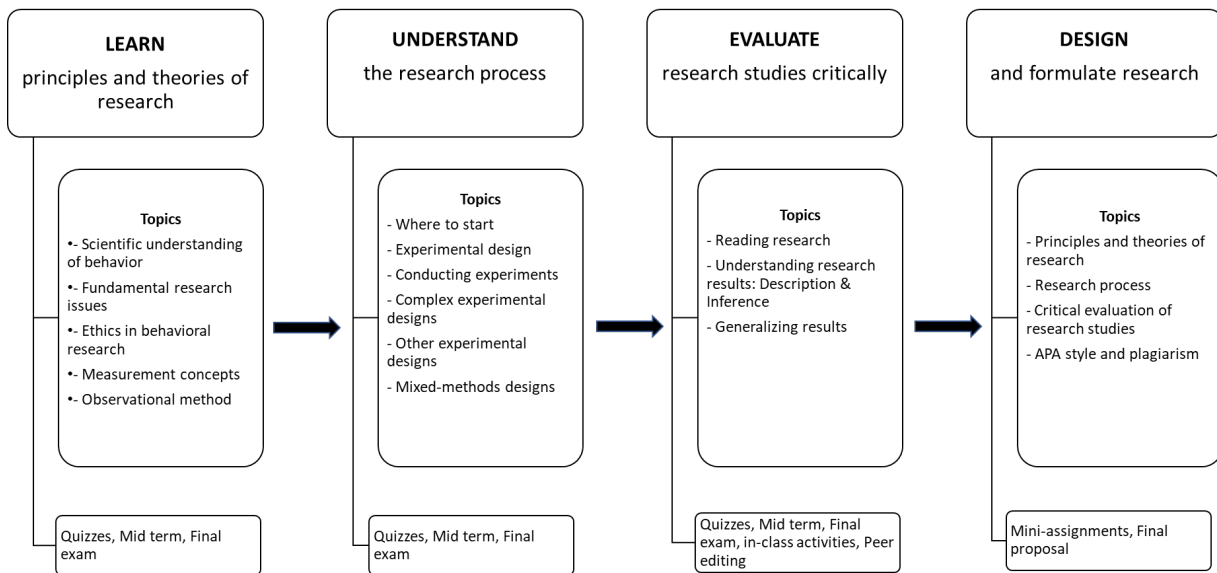 LEARN
principles and theories of
research
Topics
•- Scientific understanding
of behavior
•- Fundamental research
issues
•- Ethics in behavioral
research
•- Measurement concepts
•- Observational method
Quizzes, Mid term, Final
exam
UNDERSTAND
the research process
Topics
- Where to start
- Experimental design
- Conducting experiments
- Complex experimental
designs
- Other experimental
designs
- Mixed-methods designs
Quizzes, Mid term, Final
exam
EVALUATE
research studies critically
Topics
- Reading research
- Understanding research
results: Description &
Inference
- Generalizing results
Quizzes, Mid term, Final
exam, in-class activities, Peer
editing
DESIGN
and formulate research
Topics
- Principles and theories of
research
- Research process
- Critical evaluation of
research studies
- APA style and plagiarism
Mini-assignments, Final
proposal